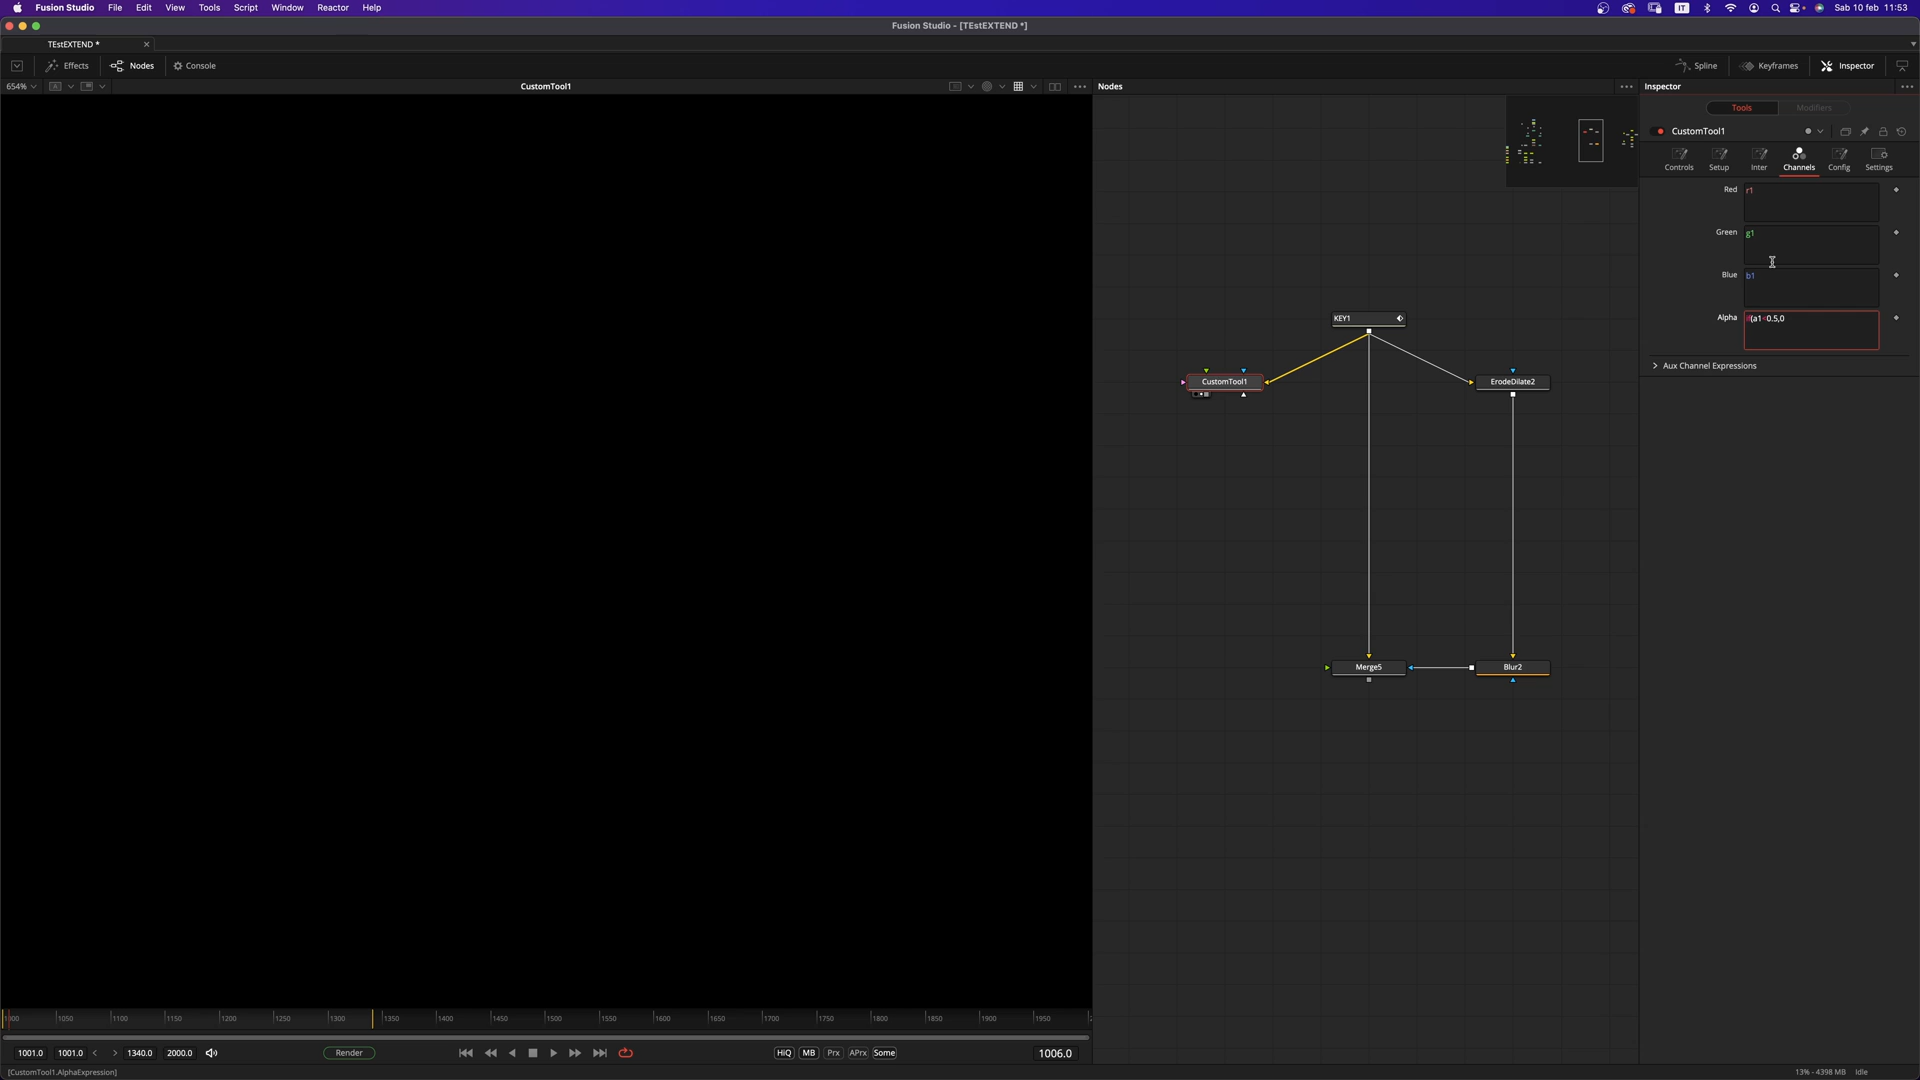 Fusion Studio File Edit View Tools Script Window Reactor Help IT Sab 10 feb 11:53
Fusion Studio - [TEstEXTEND *]
TEstEXTEND *
Effects Nodes Console Spline Keyframes Inspector
654% A CustomTool1 Nodes Inspector
Tools Modifiers
CustomTool1
Controls Setup Inter Channels Config Settings
Red r1
Green g1
Blue b1
Alpha if(a1<0.5,0
Aux Channel Expressions
KEY1
CustomTool1 ErodeDilate2
Merge5 Blur2
1000 1050 1100 1150 1200 1250 1300 1350 1400 1450 1500 1550 1600 1650 1700 1750 1800 1850 1900 1950
1001.0 1001.0 1340.0 2000.0 Render HiQ MB Prx APrx Some 1006.0
[CustomTool1.AlphaExpression] 13% - 4398 MB Idle